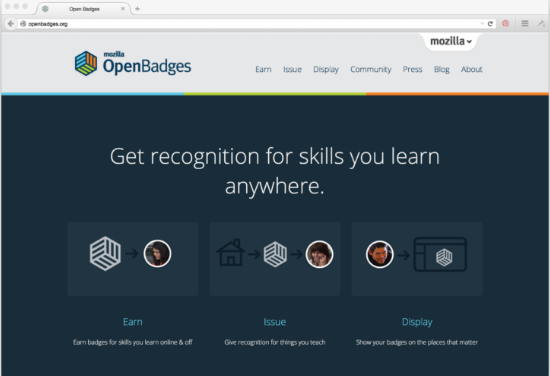 Open Badges
openbadges.org
mozilla
mozilla
OpenBadges
Earn Issue Display Community Press Blog About
Get recognition for skills you learn
anywhere.
Earn Issue Display
Earn badges for skills you learn online & off Give recognition for things you teach Show your badges on the places that matter